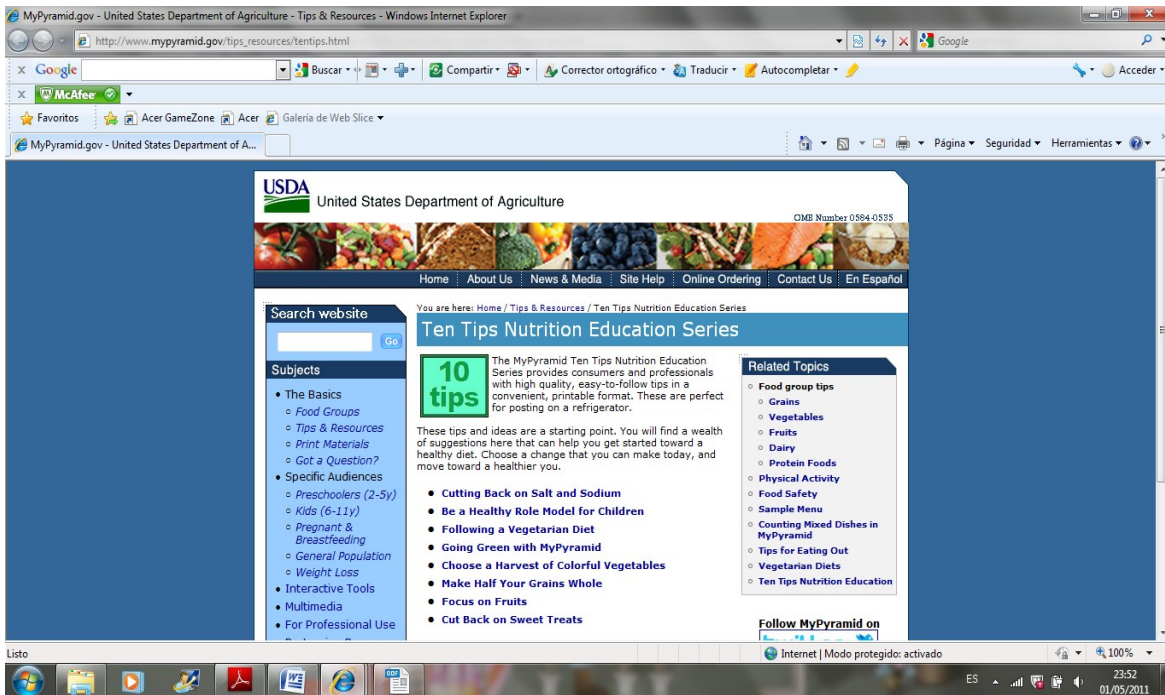 MyPyramid.gov - United States Department of Agriculture - Tips & Resources - Windows Internet Explorer
http://www.mypyramid.gov/tips_resources/tentips.html
Google
x Google
Buscar
Compartir
Corrector ortográfico
Traducir
Autocompletar
Acceder
x McAfee
Favoritos
Acer GameZone
Acer
Galería de Web Slice
MyPyramid.gov - United States Department of A...
Página
Seguridad
Herramientas
USDA
United States Department of Agriculture
OMB Number 0584-0535
Home
About Us
News & Media
Site Help
Online Ordering
Contact Us
En Español
Search website
Go
Subjects
The Basics
Food Groups
Tips & Resources
Print Materials
Got a Question?
Specific Audiences
Preschoolers (2-5y)
Kids (6-11y)
Pregnant &
Breastfeeding
General Population
Weight Loss
Interactive Tools
Multimedia
For Professional Use
You are here: Home / Tips & Resources / Ten Tips Nutrition Education Series
Ten Tips Nutrition Education Series
10
tips
The MyPyramid Ten Tips Nutrition Education
Series provides consumers and professionals
with high quality, easy-to-follow tips in a
convenient, printable format. These are perfect
for posting on a refrigerator.
These tips and ideas are a starting point. You will find a wealth
of suggestions here that can help you get started toward a
healthy diet. Choose a change that you can make today, and
move toward a healthier you.
Cutting Back on Salt and Sodium
Be a Healthy Role Model for Children
Following a Vegetarian Diet
Going Green with MyPyramid
Choose a Harvest of Colorful Vegetables
Make Half Your Grains Whole
Focus on Fruits
Cut Back on Sweet Treats
Related Topics
Food group tips
Grains
Vegetables
Fruits
Dairy
Protein Foods
Physical Activity
Food Safety
Sample Menu
Counting Mixed Dishes in
MyPyramid
Tips for Eating Out
Vegetarian Diets
Ten Tips Nutrition Education
Follow MyPyramid on
Listo
Internet | Modo protegido: activado
100%
ES
23:52
01/05/2011